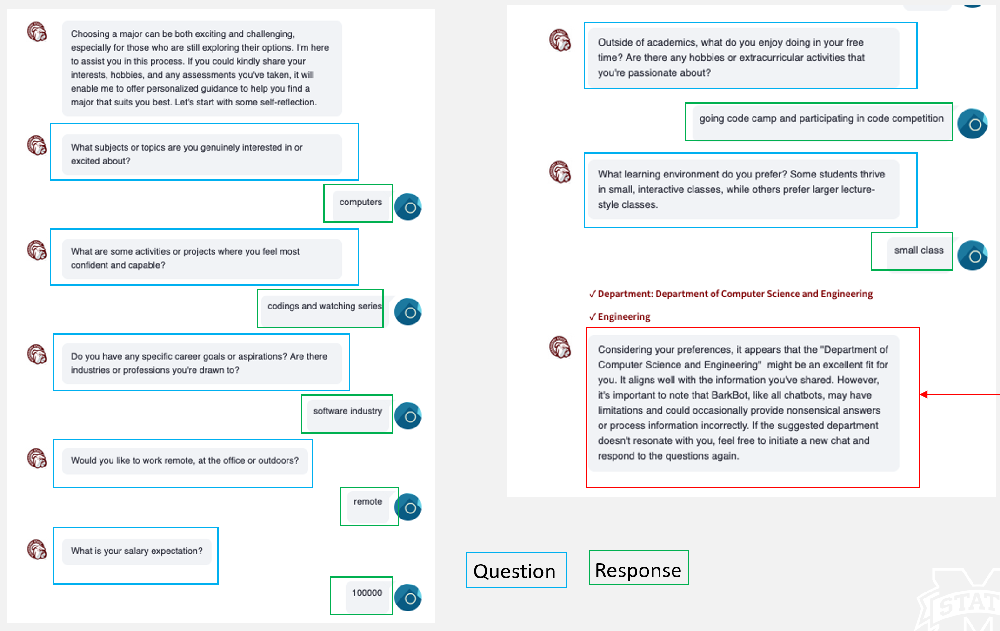 Choosing a major can be both exciting and challenging,
especially for those who are still exploring their options. I'm here
to assist you in this process. If you could kindly share your
interests, hobbies, and any assessments you've taken, it will
enable me to offer personalized guidance to help you find a
major that suits you best. Let's start with some self-reflection.
What subjects or topics are you genuinely interested in or
excited about?
computers
What are some activities or projects where you feel most
confident and capable?
codings and watching series
Do you have any specific career goals or aspirations? Are there
industries or professions you're drawn to?
software industry
Would you like to work remote, at the office or outdoors?
remote
What is your salary expectation?
100000
Outside of academics, what do you enjoy doing in your free
time? Are there any hobbies or extracurricular activities that
you're passionate about?
going code camp and participating in code competition
What learning environment do you prefer? Some students thrive
in small, interactive classes, while others prefer larger lecture-
style classes.
small class
✓Department: Department of Computer Science and Engineering
✓Engineering
Considering your preferences, it appears that the "Department of
Computer Science and Engineering" might be an excellent fit for
you. It aligns well with the information you've shared. However,
it's important to note that BarkBot, like all chatbots, may have
limitations and could occasionally provide nonsensical answers
or process information incorrectly. If the suggested department
doesn't resonate with you, feel free to initiate a new chat and
respond to the questions again.
Question
Response
STAT
M